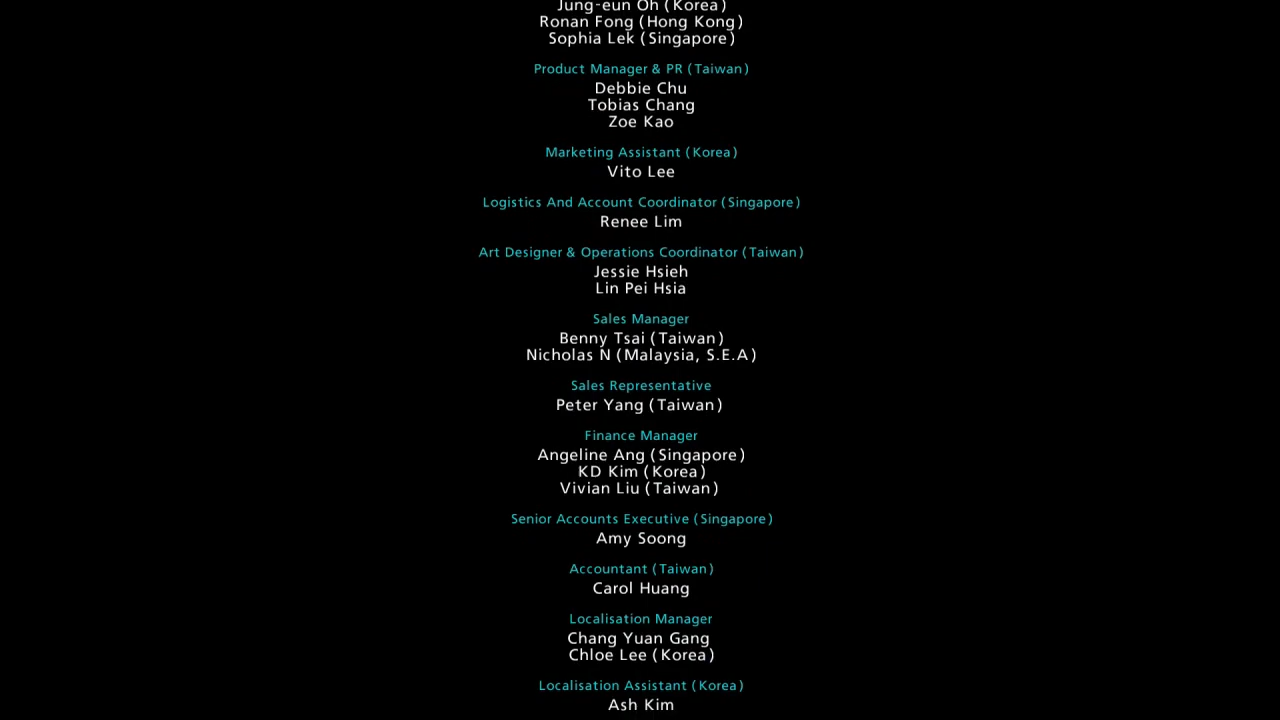 Jung-eun Oh (Korea)
Ronan Fong (Hong Kong)
Sophia Lek (Singapore)
Product Manager & PR (Taiwan)
Debbie Chu
Tobias Chang
Zoe Kao
Marketing Assistant (Korea)
Vito Lee
Logistics And Account Coordinator (Singapore)
Renee Lim
Art Designer & Operations Coordinator (Taiwan)
Jessie Hsieh
Lin Pei Hsia
Sales Manager
Benny Tsai (Taiwan)
Nicholas N (Malaysia, S.E.A)
Sales Representative
Peter Yang (Taiwan)
Finance Manager
Angeline Ang (Singapore)
KD Kim (Korea)
Vivian Liu (Taiwan)
Senior Accounts Executive (Singapore)
Amy Soong
Accountant (Taiwan)
Carol Huang
Localisation Manager
Chang Yuan Gang
Chloe Lee (Korea)
Localisation Assistant (Korea)
Ash Kim